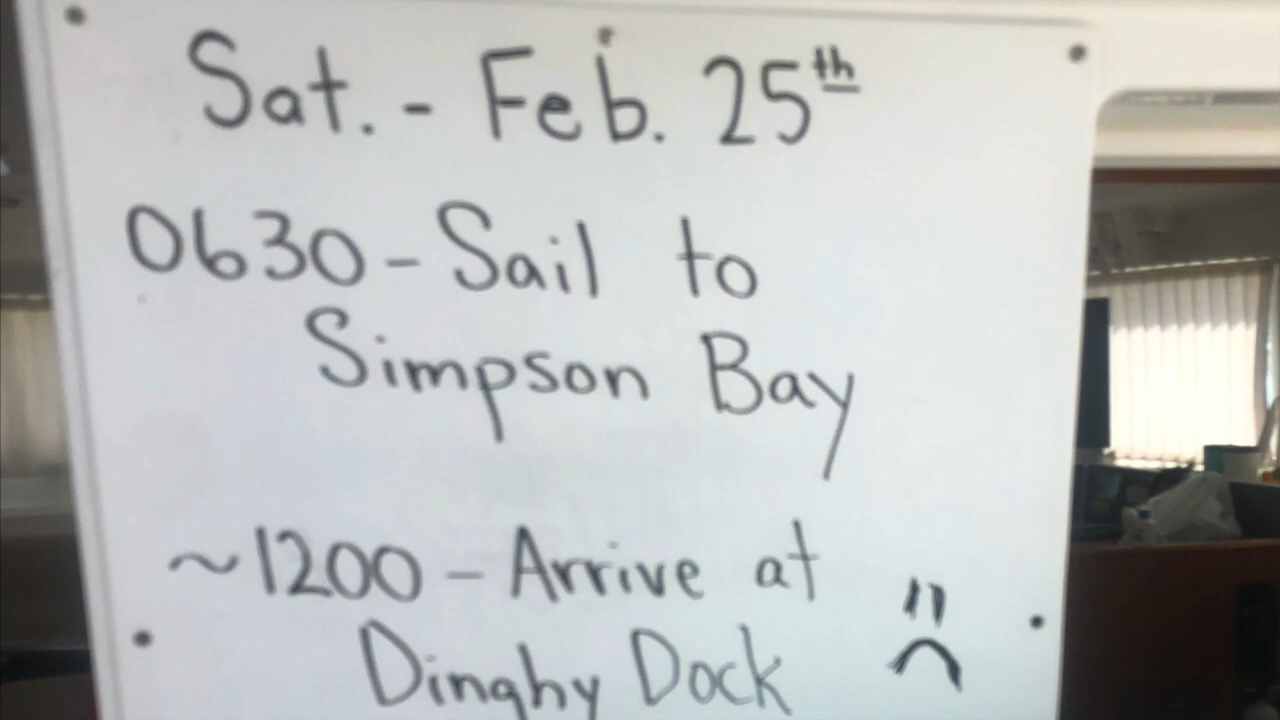 Sat. - Feb. 25th
0630 - Sail to
Simpson Bay
~1200 - Arrive at
Dinghy Dock